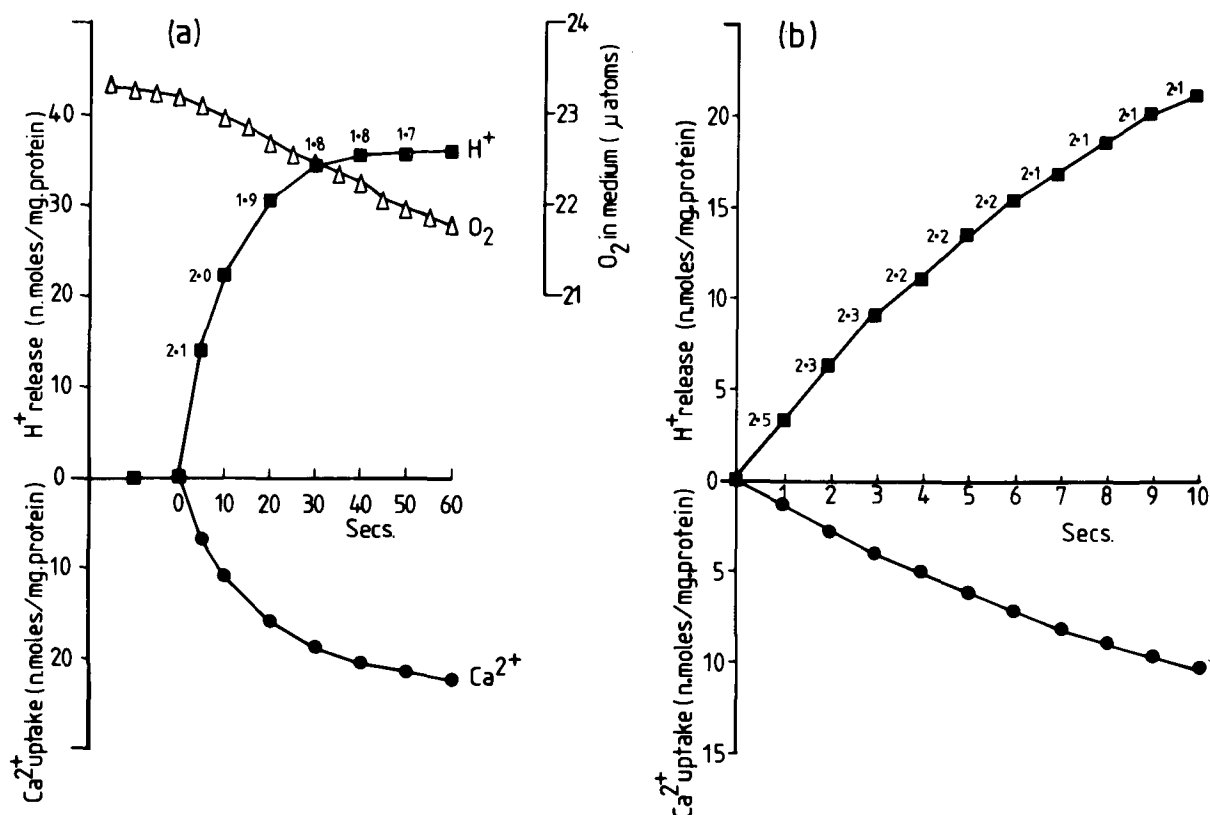 (a)
H⁺ release (n.moles/mg.protein)
40
30
20
10
0
Ca²⁺ uptake (n.moles/mg.protein)
10
20
0 10 20 30 40 50 60
Secs.
2·1
2·0
1·9
1·8
1·8
1·7
H⁺
O₂
Ca²⁺
24
23
22
21
O₂ in medium (μ atoms)
(b)
H⁺ release (n.moles/mg.protein)
20
15
10
5
0
Ca²⁺ uptake (n.moles/mg.protein)
5
10
15
1 2 3 4 5 6 7 8 9 10
Secs.
2·5
2·3
2·3
2·2
2·2
2·2
2·1
2·1
2·1
2·1